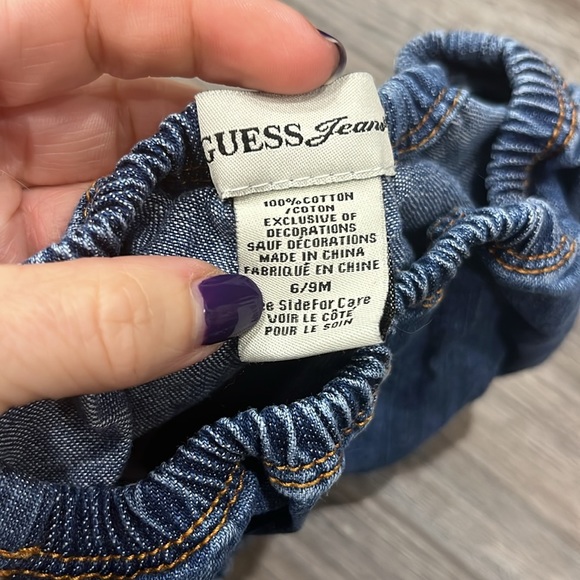 GUESS Jeans
100% COTTON
/COTON
EXCLUSIVE OF
DECORATIONS
SAUF DÉCORATIONS
MADE IN CHINA
FABRIQUÉ EN CHINE
6/9M
Side For Care
VOIR LE CÔTE
POUR LE SOIN